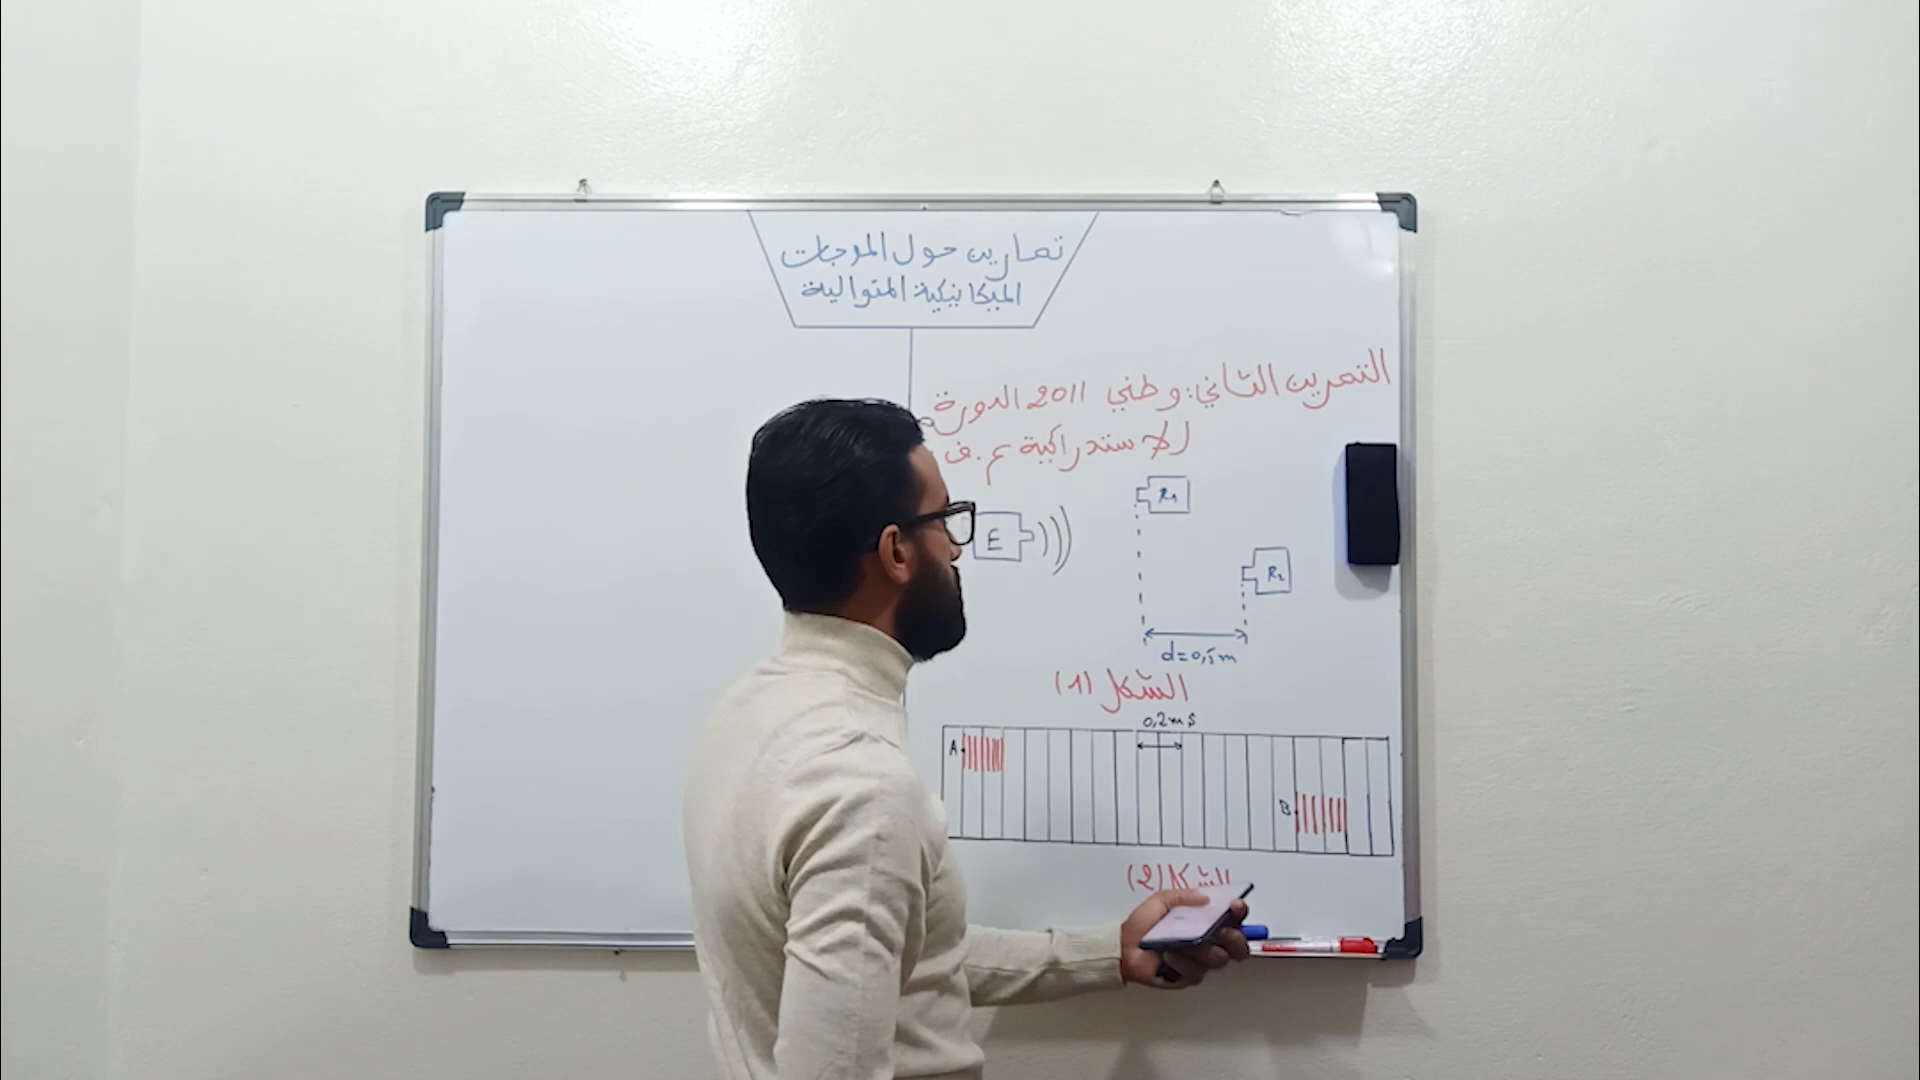 تمارين حول الموجات
الميكانيكية المتوالية
التمرين الثاني: وطني 2011 الدورة
الاستدراكية ع.ف
E
R1
R2
d=0,5m
الشكل (1)
0,2ms
A
B
الشكل (2)